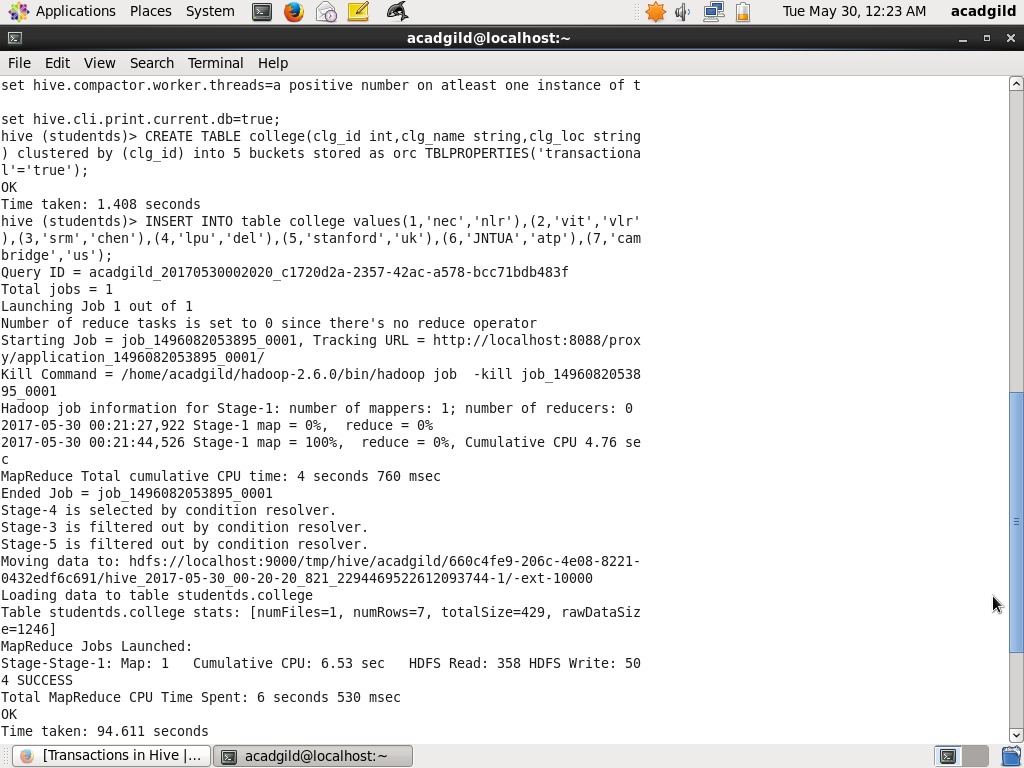 Applications Places System Tue May 30, 12:23 AM acadgild
acadgild@localhost:~
File Edit View Search Terminal Help
set hive.compactor.worker.threads=a positive number on atleast one instance of t
set hive.cli.print.current.db=true;
hive (studentds)> CREATE TABLE college(clg_id int,clg_name string,clg_loc string
) clustered by (clg_id) into 5 buckets stored as orc TBLPROPERTIES('transactiona
l'='true');
OK
Time taken: 1.408 seconds
hive (studentds)> INSERT INTO table college values(1,'nec','nlr'),(2,'vit','vlr'
),(3,'srm','chen'),(4,'lpu','del'),(5,'stanford','uk'),(6,'JNTUA','atp'),(7,'cam
bridge','us');
Query ID = acadgild_20170530002020_c1720d2a-2357-42ac-a578-bcc71bdb483f
Total jobs = 1
Launching Job 1 out of 1
Number of reduce tasks is set to 0 since there's no reduce operator
Starting Job = job_1496082053895_0001, Tracking URL = http://localhost:8088/prox
y/application_1496082053895_0001/
Kill Command = /home/acadgild/hadoop-2.6.0/bin/hadoop job  -kill job_14960820538
95_0001
Hadoop job information for Stage-1: number of mappers: 1; number of reducers: 0
2017-05-30 00:21:27,922 Stage-1 map = 0%,  reduce = 0%
2017-05-30 00:21:44,526 Stage-1 map = 100%,  reduce = 0%, Cumulative CPU 4.76 se
c
MapReduce Total cumulative CPU time: 4 seconds 760 msec
Ended Job = job_1496082053895_0001
Stage-4 is selected by condition resolver.
Stage-3 is filtered out by condition resolver.
Stage-5 is filtered out by condition resolver.
Moving data to: hdfs://localhost:9000/tmp/hive/acadgild/660c4fe9-206c-4e08-8221-
0432edf6c691/hive_2017-05-30_00-20-20_821_2294469522612093744-1/-ext-10000
Loading data to table studentds.college
Table studentds.college stats: [numFiles=1, numRows=7, totalSize=429, rawDataSiz
e=1246]
MapReduce Jobs Launched:
Stage-Stage-1: Map: 1   Cumulative CPU: 6.53 sec   HDFS Read: 358 HDFS Write: 50
4 SUCCESS
Total MapReduce CPU Time Spent: 6 seconds 530 msec
OK
Time taken: 94.611 seconds
[Transactions in Hive |... acadgild@localhost:~